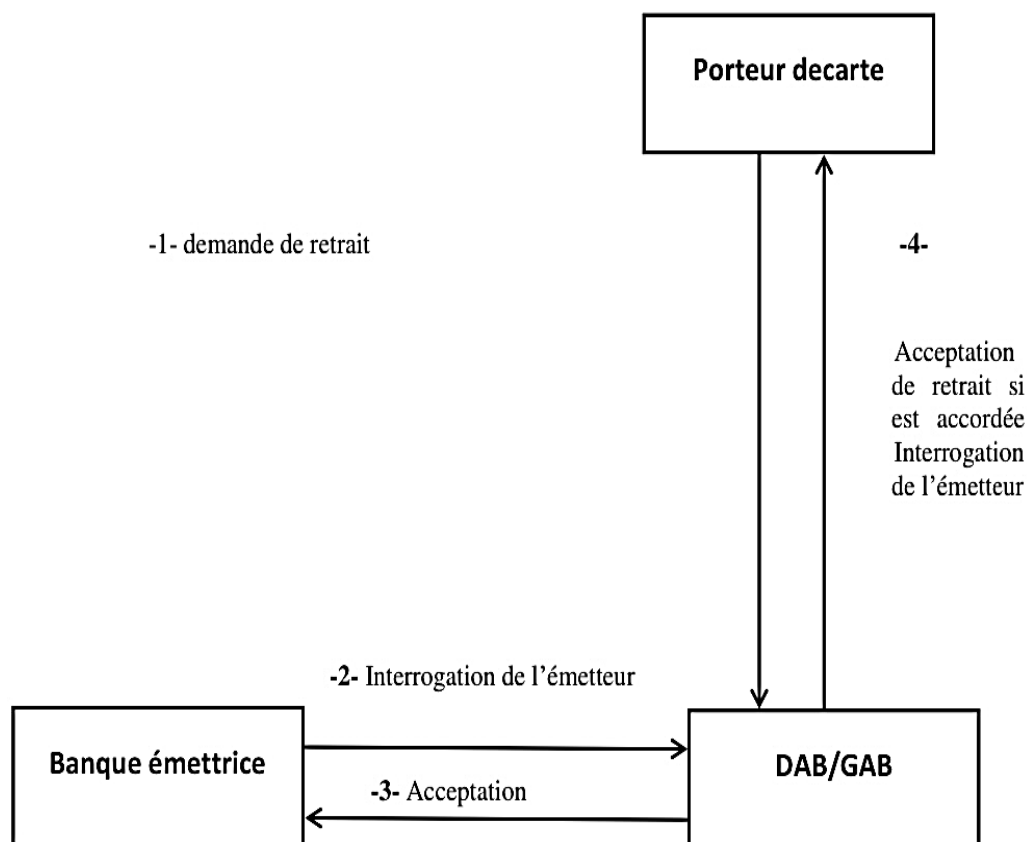 Porteur decarte
-1- demande de retrait
-4-
Acceptation
de retrait si
est accordée
Interrogation
de l’émetteur
-2- Interrogation de l’émetteur
Banque émettrice
DAB/GAB
-3- Acceptation